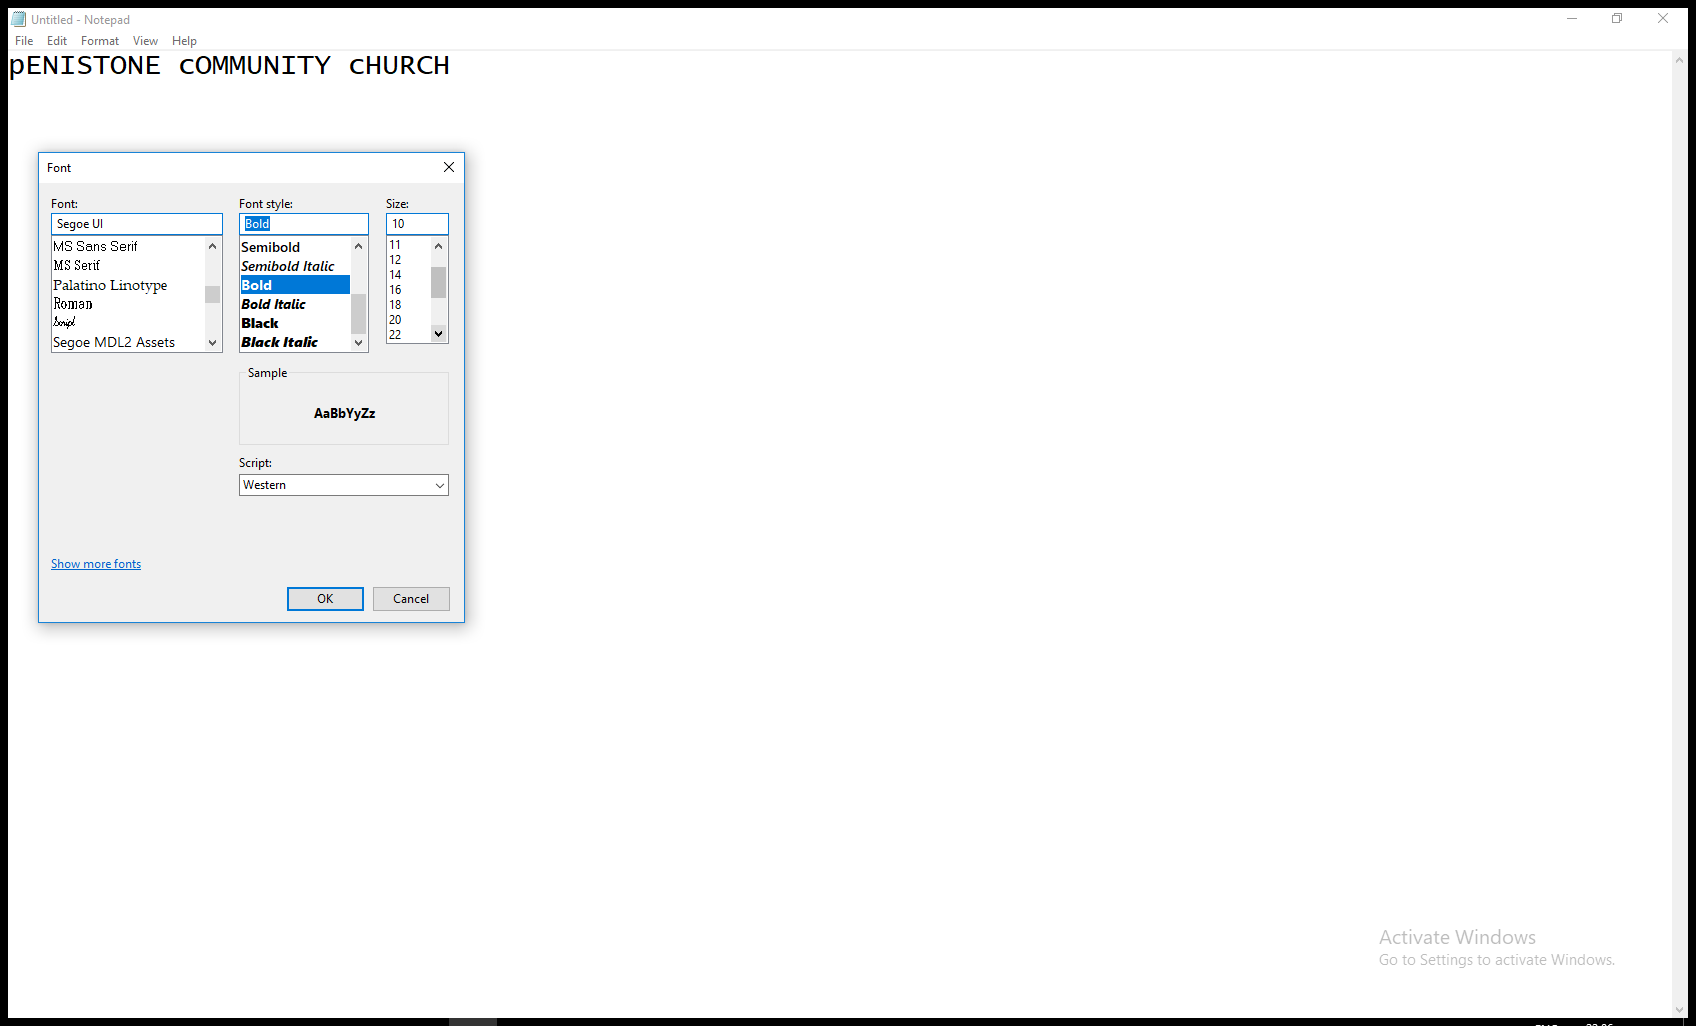 Untitled - Notepad
File Edit Format View Help
pENISTONE cOMMUNITY cHURCH
Font
Font: Font style: Size:
Segoe UI Bold 10
MS Sans Serif Semibold 11
MS Serif Semibold Italic 12
Palatino Linotype Bold 14
Roman Bold Italic 16
Script Black 18
Segoe MDL2 Assets Black Italic 20
22
Sample
AaBbYyZz
Script:
Western
Show more fonts
OK Cancel
Activate Windows
Go to Settings to activate Windows.